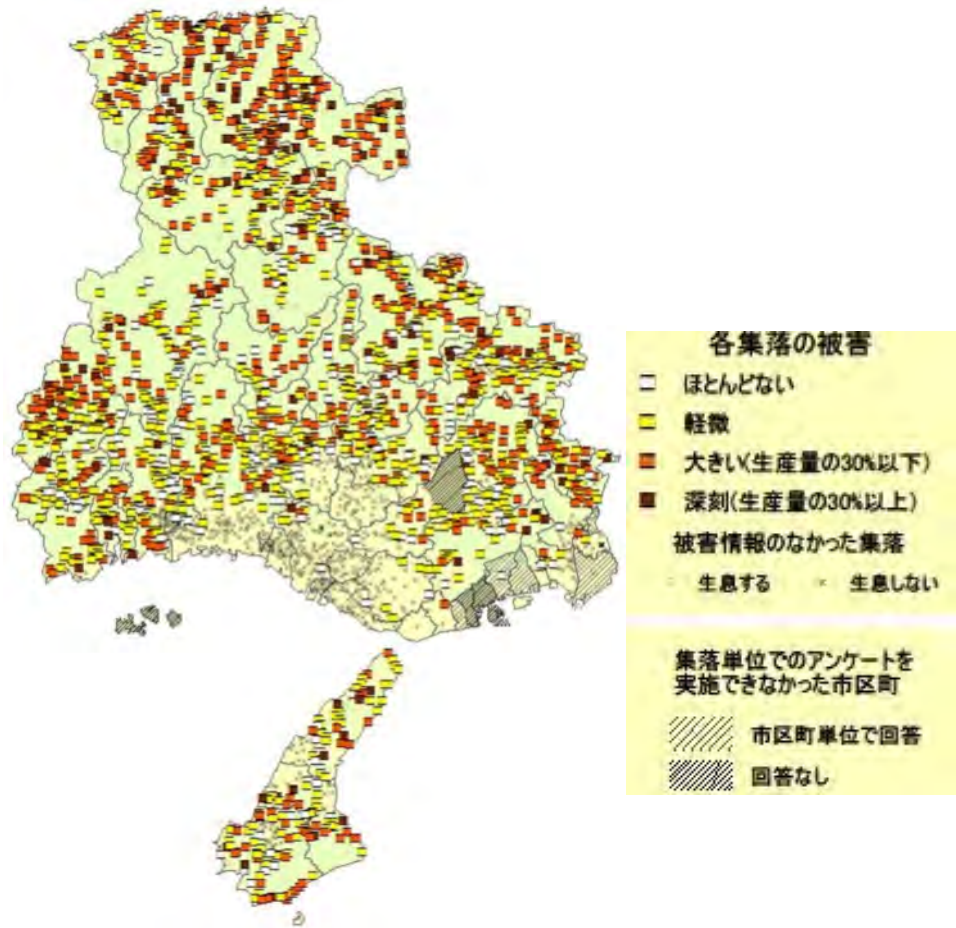 各集落の被害
ほとんどない
軽微
大きい(生産量の30%以下)
深刻(生産量の30%以上)
被害情報のなかった集落
生息する 生息しない
集落単位でのアンケートを
実施できなかった市区町
市区町単位で回答
回答なし